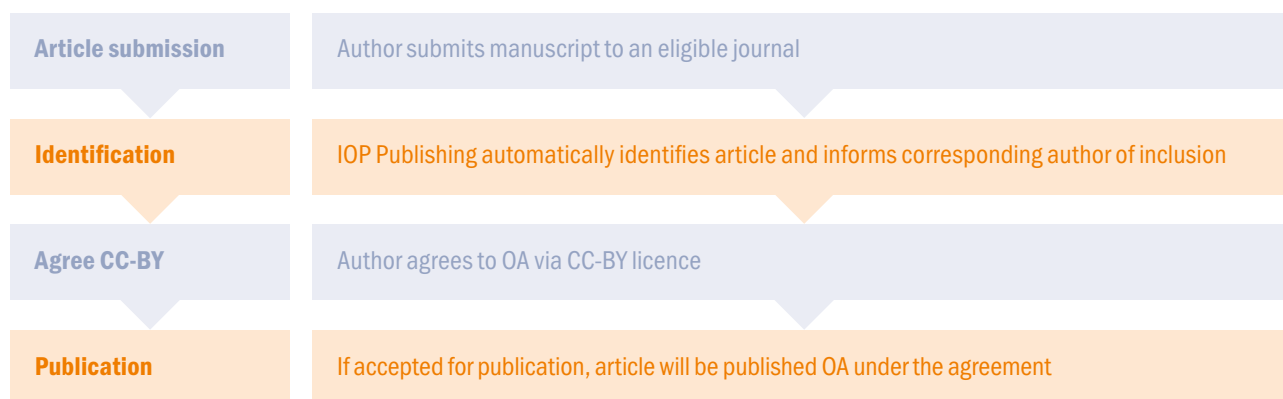 Article submission
Author submits manuscript to an eligible journal
Identification
IOP Publishing automatically identifies article and informs corresponding author of inclusion
Agree CC-BY
Author agrees to OA via CC-BY licence
Publication
If accepted for publication, article will be published OA under the agreement